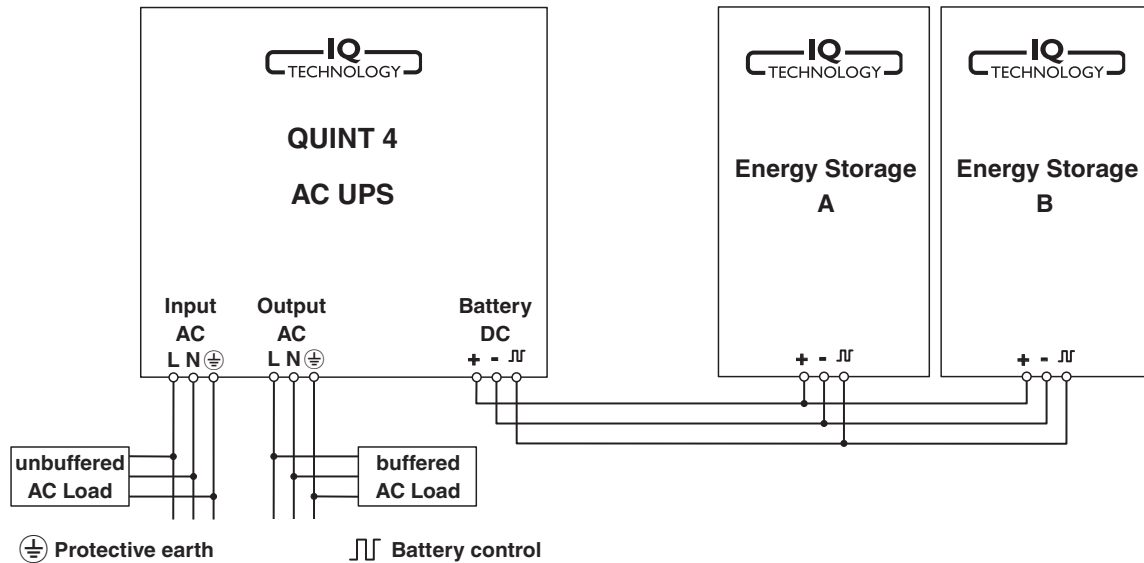 IQ
TECHNOLOGY
QUINT 4
AC UPS
Input
AC
L N
Output
AC
L N
Battery
DC
+ -
IQ
TECHNOLOGY
Energy Storage
A
+ -
IQ
TECHNOLOGY
Energy Storage
B
+ -
unbuffered
AC Load
buffered
AC Load
Protective earth
Battery control